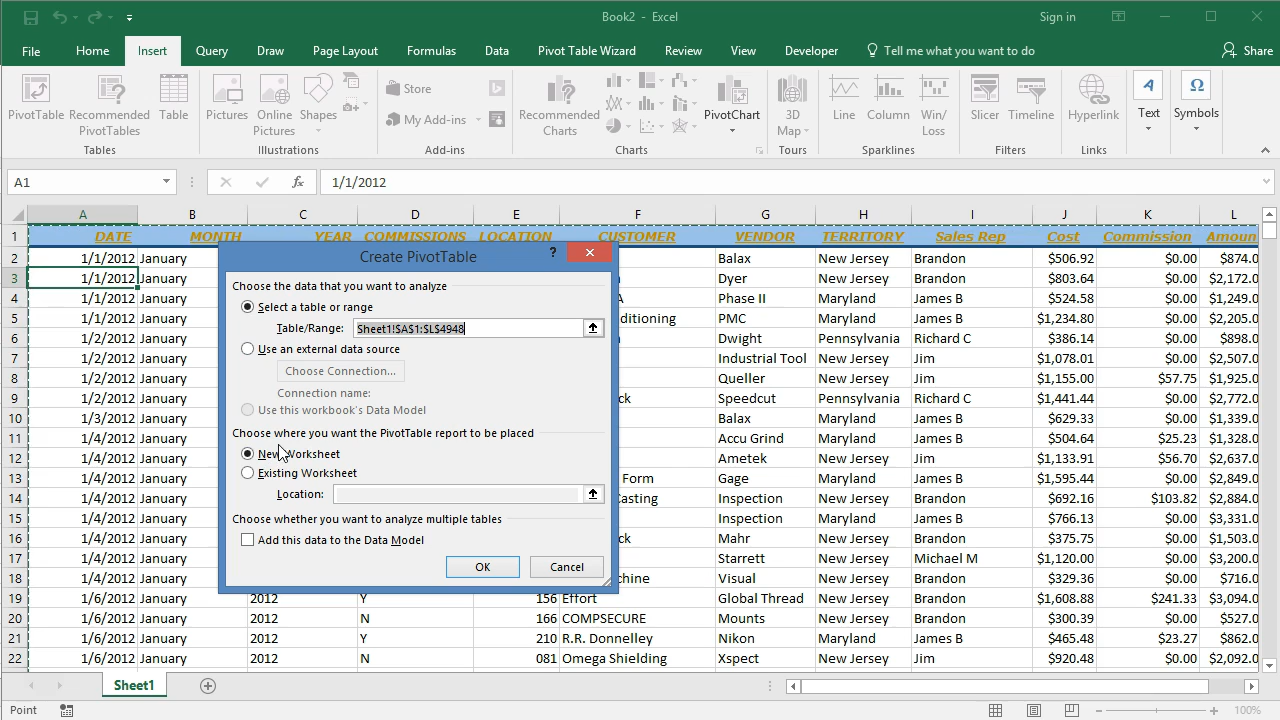 Book2 - Excel
Sign in
File Home Insert Query Draw Page Layout Formulas Data Pivot Table Wizard Review View Developer Tell me what you want to do Share
PivotTable Recommended PivotTables Table
Tables
Pictures Online Pictures Shapes
Illustrations
Store
My Add-ins
Add-ins
Recommended Charts PivotChart
Charts
3D Map
Tours
Line Column Win/ Loss
Sparklines
Slicer Timeline
Filters
Hyperlink
Links
Text
Symbols
A1 fx 1/1/2012
A B C D E F G H I J K L
1 DATE MONTH YEAR COMMISSIONS LOCATION CUSTOMER VENDOR TERRITORY Sales Rep Cost Commission Amoun
2 1/1/2012 January Balax New Jersey Brandon $506.92 $0.00 $874.0
3 1/1/2012 January Dyer New Jersey Brandon $803.64 $0.00 $2,172.0
4 1/1/2012 January A Phase II Maryland James B $524.58 $0.00 $1,249.0
5 1/1/2012 January ditioning PMC Maryland James B $1,234.80 $0.00 $2,205.0
6 1/2/2012 January Dwight Pennsylvania Richard C $386.14 $0.00 $898.0
7 1/2/2012 January Industrial Tool New Jersey Jim $1,078.01 $0.00 $2,507.0
8 1/2/2012 January Queller New Jersey Jim $1,155.00 $57.75 $1,925.0
9 1/2/2012 January ck Speedcut Pennsylvania Richard C $1,441.44 $0.00 $2,772.0
10 1/3/2012 January Balax Maryland James B $629.33 $0.00 $1,339.0
11 1/4/2012 January Accu Grind Maryland James B $504.64 $25.23 $1,328.0
12 1/4/2012 January Ametek New Jersey Jim $1,133.91 $56.70 $2,637.0
13 1/4/2012 January Form Gage Maryland James B $1,595.44 $0.00 $2,849.0
14 1/4/2012 January Casting Inspection New Jersey Brandon $692.16 $103.82 $2,884.0
15 1/4/2012 January Inspection Maryland James B $766.13 $0.00 $3,331.0
16 1/4/2012 January ck Mahr New Jersey Brandon $375.75 $0.00 $1,503.0
17 1/4/2012 January Starrett New Jersey Michael M $1,120.00 $0.00 $3,200.0
18 1/4/2012 January chine Visual New Jersey Brandon $329.36 $0.00 $716.0
19 1/6/2012 January 2012 Y 156 Effort Global Thread New Jersey Brandon $1,608.88 $241.33 $3,094.0
20 1/6/2012 January 2012 N 166 COMPSECURE Mounts New Jersey Brandon $300.39 $0.00 $527.0
21 1/6/2012 January 2012 Y 210 R.R. Donnelley Nikon Maryland James B $465.48 $23.27 $862.0
22 1/6/2012 January 2012 N 081 Omega Shielding Xspect New Jersey Jim $920.48 $0.00 $2,092.0
Create PivotTable
?
Choose the data that you want to analyze
Select a table or range
Table/Range: Sheet1!$A$1:$L$4948
Use an external data source
Choose Connection...
Connection name:
Use this workbook's Data Model
Choose where you want the PivotTable report to be placed
New Worksheet
Existing Worksheet
Location:
Choose whether you want to analyze multiple tables
Add this data to the Data Model
OK Cancel
Sheet1
Point 100%